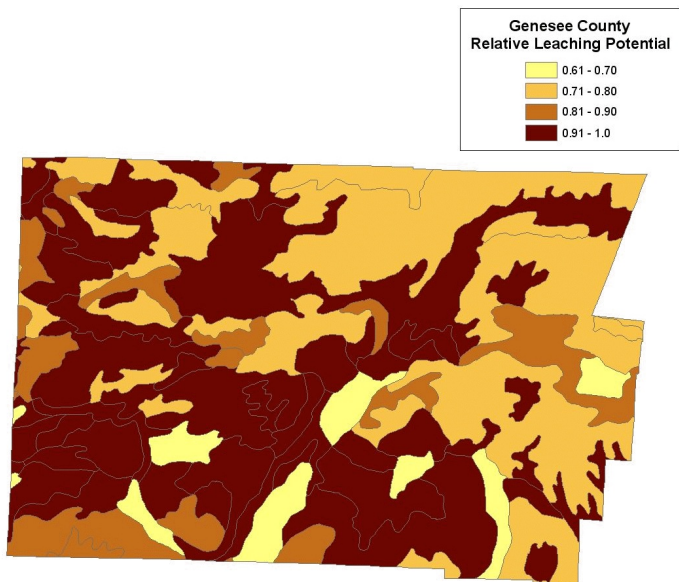 Genesee County
Relative Leaching Potential
0.61 - 0.70
0.71 - 0.80
0.81 - 0.90
0.91 - 1.0